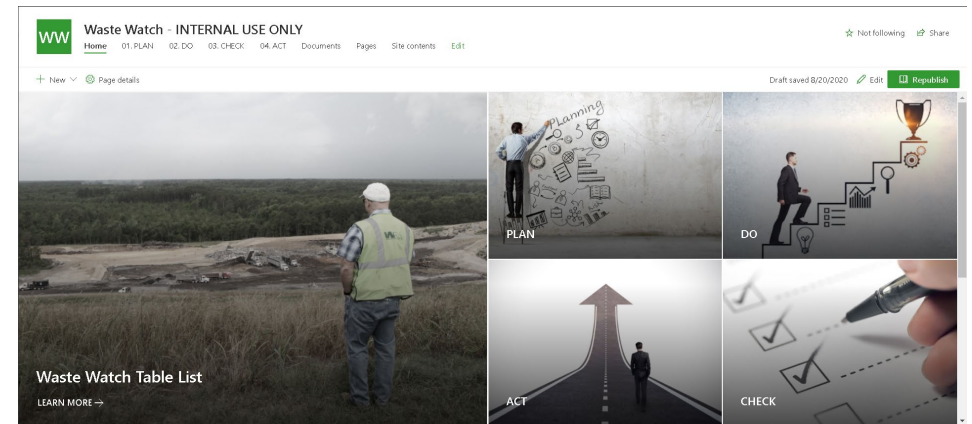 WW
Waste Watch - INTERNAL USE ONLY
Home 01. PLAN 02. DO 03. CHECK 04. ACT Documents Pages Site contents Edit
Not following Share
New Page details
Draft saved 8/20/2020 Edit Republish
Planning
PLAN
DO
Waste Watch Table List
LEARN MORE →
ACT
CHECK